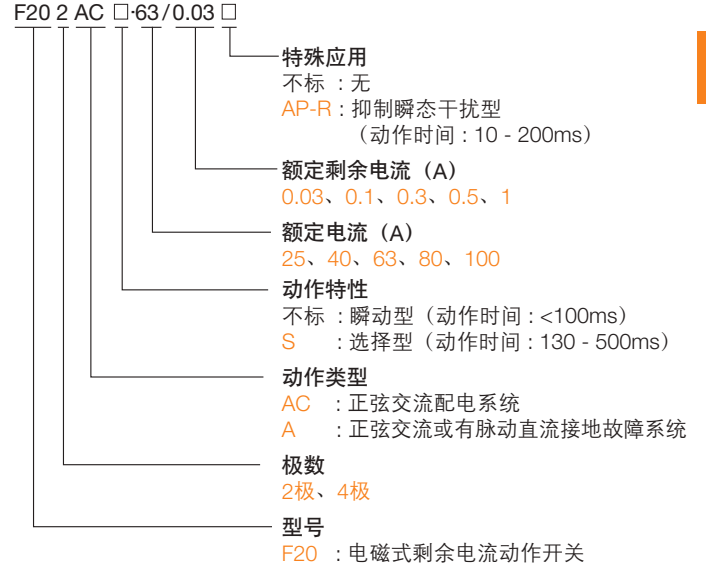 F20 2 AC □·63/0.03 □
特殊应用
不标 : 无
AP-R : 抑制瞬态干扰型
（动作时间 : 10 - 200ms）
额定剩余电流（A）
0.03、0.1、0.3、0.5、1
额定电流（A）
25、40、63、80、100
动作特性
不标 : 瞬动型（动作时间 : <100ms）
S : 选择型（动作时间 : 130 - 500ms）
动作类型
AC : 正弦交流配电系统
A : 正弦交流或有脉动直流接地故障系统
极数
2极、4极
型号
F20 : 电磁式剩余电流动作开关